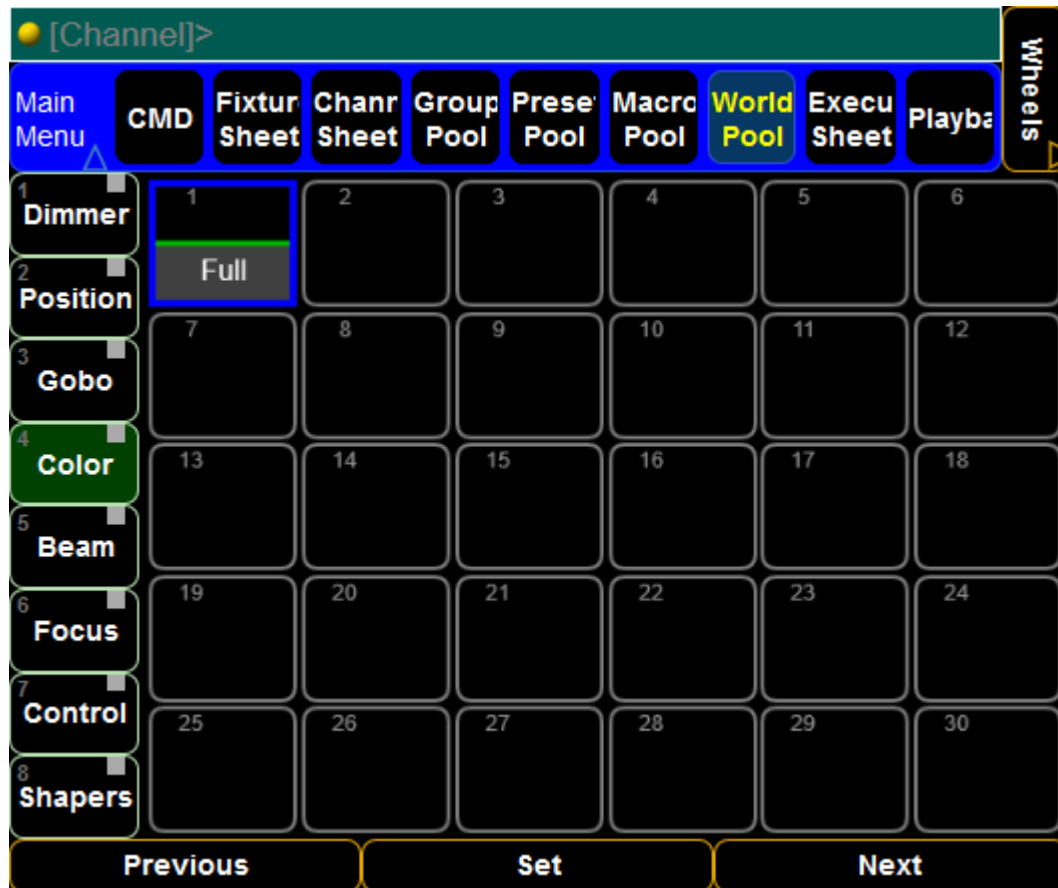 [Channel]>
Wheels
Main Menu
CMD
Fixtur Sheet
Chanr Sheet
Group Pool
Prese Pool
Macro Pool
World Pool
Execu Sheet
Playba
1 Dimmer
2 Position
3 Gobo
4 Color
5 Beam
6 Focus
7 Control
8 Shapers
1 Full
2
3
4
5
6
7
8
9
10
11
12
13
14
15
16
17
18
19
20
21
22
23
24
25
26
27
28
29
30
Previous
Set
Next